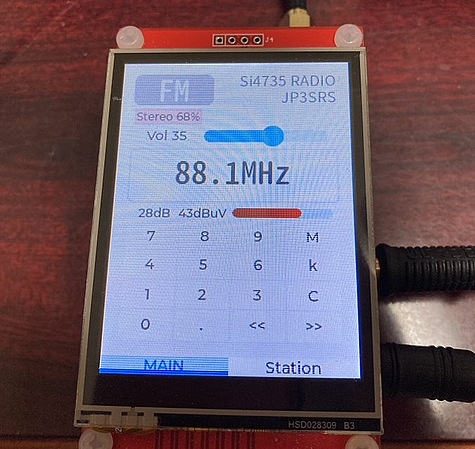 J4
FM
Si4735 RADIO
JP3SRS
Stereo 68%
Vol 35
88.1MHz
28dB 43dBuV
7 8 9 M
4 5 6 k
1 2 3 C
0 . << >>
MAIN Station
HSD028309 B3